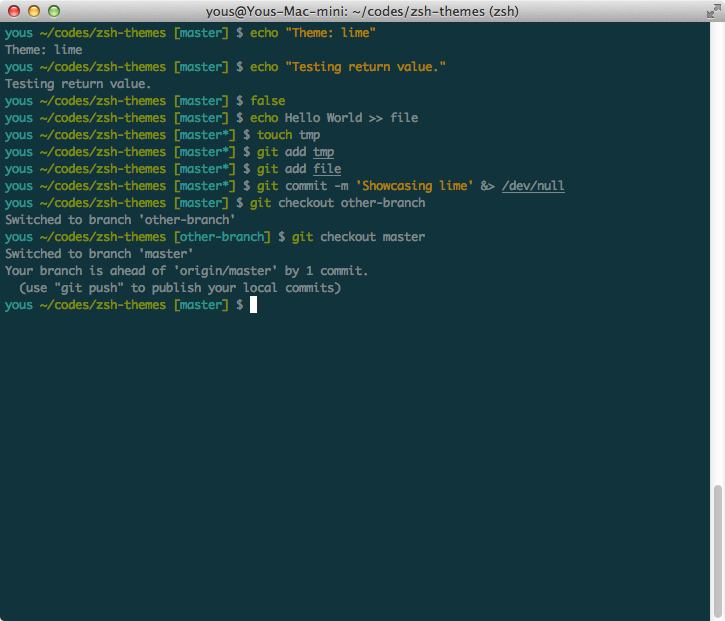 yous@Yous-Mac-mini: ~/codes/zsh-themes (zsh)
yous ~/codes/zsh-themes [master] $ echo "Theme: lime"
Theme: lime
yous ~/codes/zsh-themes [master] $ echo "Testing return value."
Testing return value.
yous ~/codes/zsh-themes [master] $ false
yous ~/codes/zsh-themes [master] $ echo Hello World >> file
yous ~/codes/zsh-themes [master*] $ touch tmp
yous ~/codes/zsh-themes [master*] $ git add tmp
yous ~/codes/zsh-themes [master*] $ git add file
yous ~/codes/zsh-themes [master*] $ git commit -m 'Showcasing lime' &> /dev/null
yous ~/codes/zsh-themes [master] $ git checkout other-branch
Switched to branch 'other-branch'
yous ~/codes/zsh-themes [other-branch] $ git checkout master
Switched to branch 'master'
Your branch is ahead of 'origin/master' by 1 commit.
  (use "git push" to publish your local commits)
yous ~/codes/zsh-themes [master] $